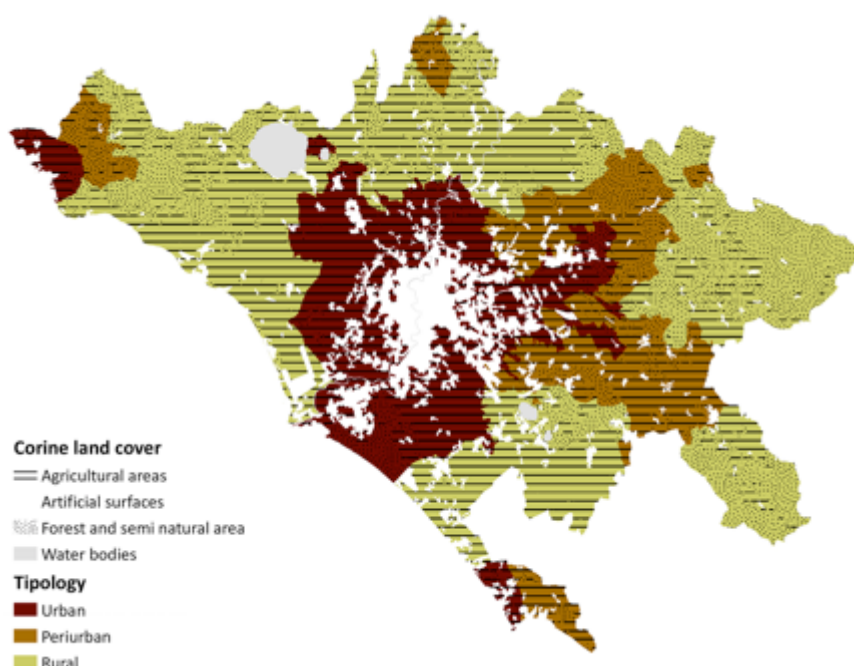 Corine land cover
Agricultural areas
Artificial surfaces
Forest and semi natural area
Water bodies
Tipology
Urban
Periurban
Rural